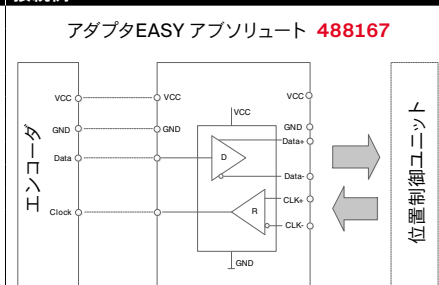 アダプタEASY アブソリュート 488167
エンコーダ
VCC
GND
Data
Clock
VCC
GND
VCC
D
R
GND
VCC
GND
Data+
Data-
CLK+
CLK-
位置制御ユニット